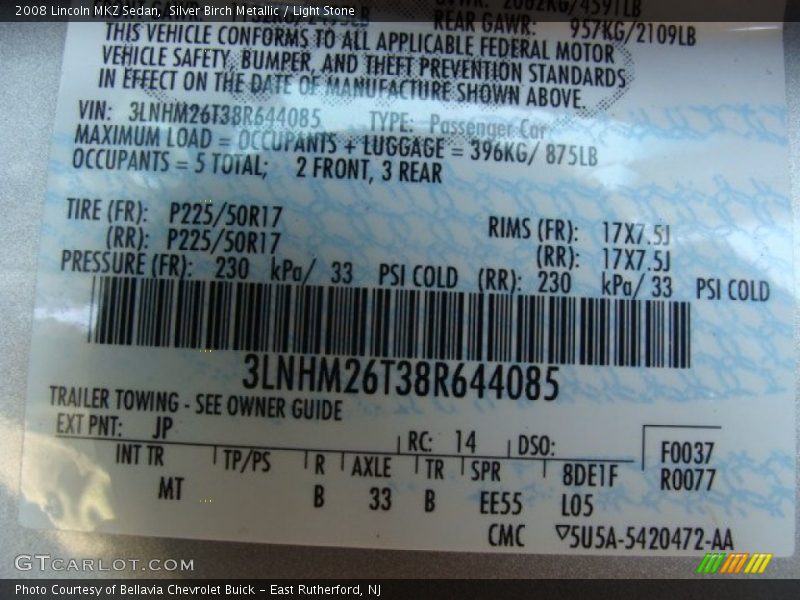 2008 Lincoln MKZ Sedan, Silver Birch Metallic / Light Stone
REAR GAWR: 957KG/2109LB
THIS VEHICLE CONFORMS TO ALL APPLICABLE FEDERAL MOTOR
VEHICLE SAFETY, BUMPER, AND THEFT PREVENTION STANDARDS
IN EFFECT ON THE DATE OF MANUFACTURE SHOWN ABOVE.
VIN: 3LNHM26T38R644085 TYPE: Passenger Car
MAXIMUM LOAD = OCCUPANTS + LUGGAGE = 396KG/ 875LB
OCCUPANTS = 5 TOTAL; 2 FRONT, 3 REAR
TIRE (FR): P225/50R17 RIMS (FR): 17X7.5J
(RR): P225/50R17 (RR): 17X7.5J
PRESSURE (FR): 230 kPa/ 33 PSI COLD (RR): 230 kPa/ 33 PSI COLD
3LNHM26T38R644085
TRAILER TOWING - SEE OWNER GUIDE
EXT PNT: JP RC: 14 DSO: F0037
INT TR TP/PS R AXLE TR SPR 8DE1F R0077
MT B 33 B EE55 L05
CMC ▽5U5A-5420472-AA
GTCARLOT.COM
Photo Courtesy of Bellavia Chevrolet Buick - East Rutherford, NJ